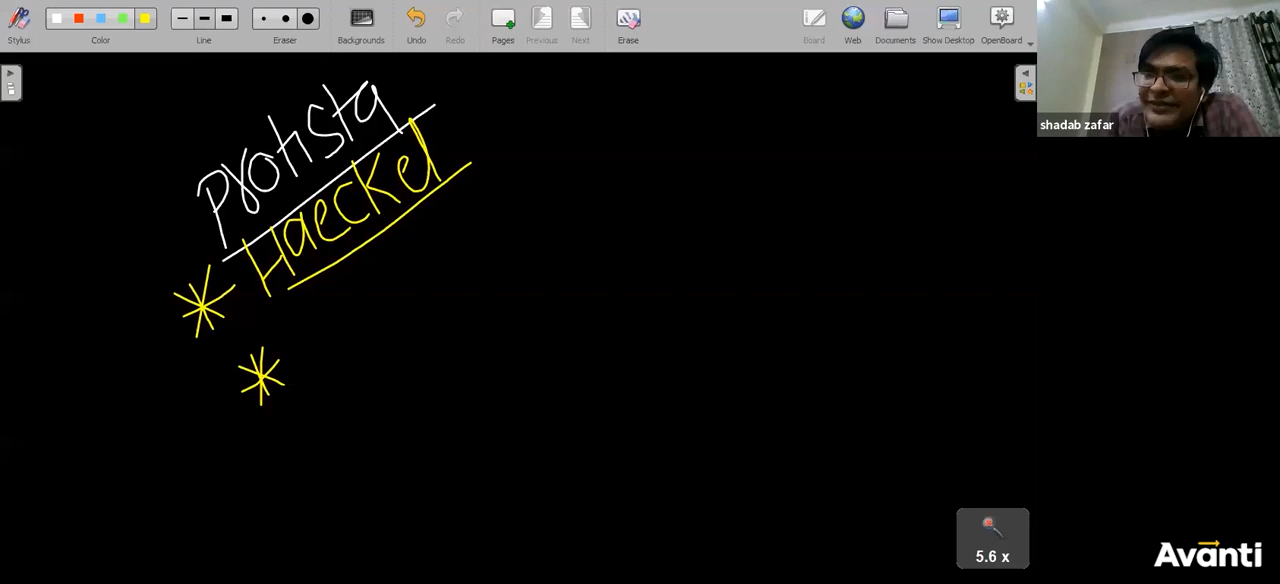 Stylus
Color
Line
Eraser
Backgrounds
Undo
Redo
Pages
Previous
Next
Erase
Board
Web
Documents
Show Desktop
OpenBoard
shadab zafar
Protista
* Haeckel
*
5.6 x
Avanti